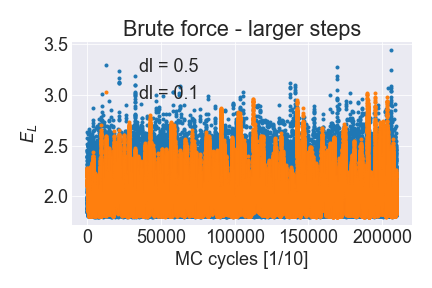 Brute force - larger steps
3.5
3.0
2.5
2.0
E_L
dl = 0.5
dl = 0.1
0 50000 100000 150000 200000
MC cycles [1/10]